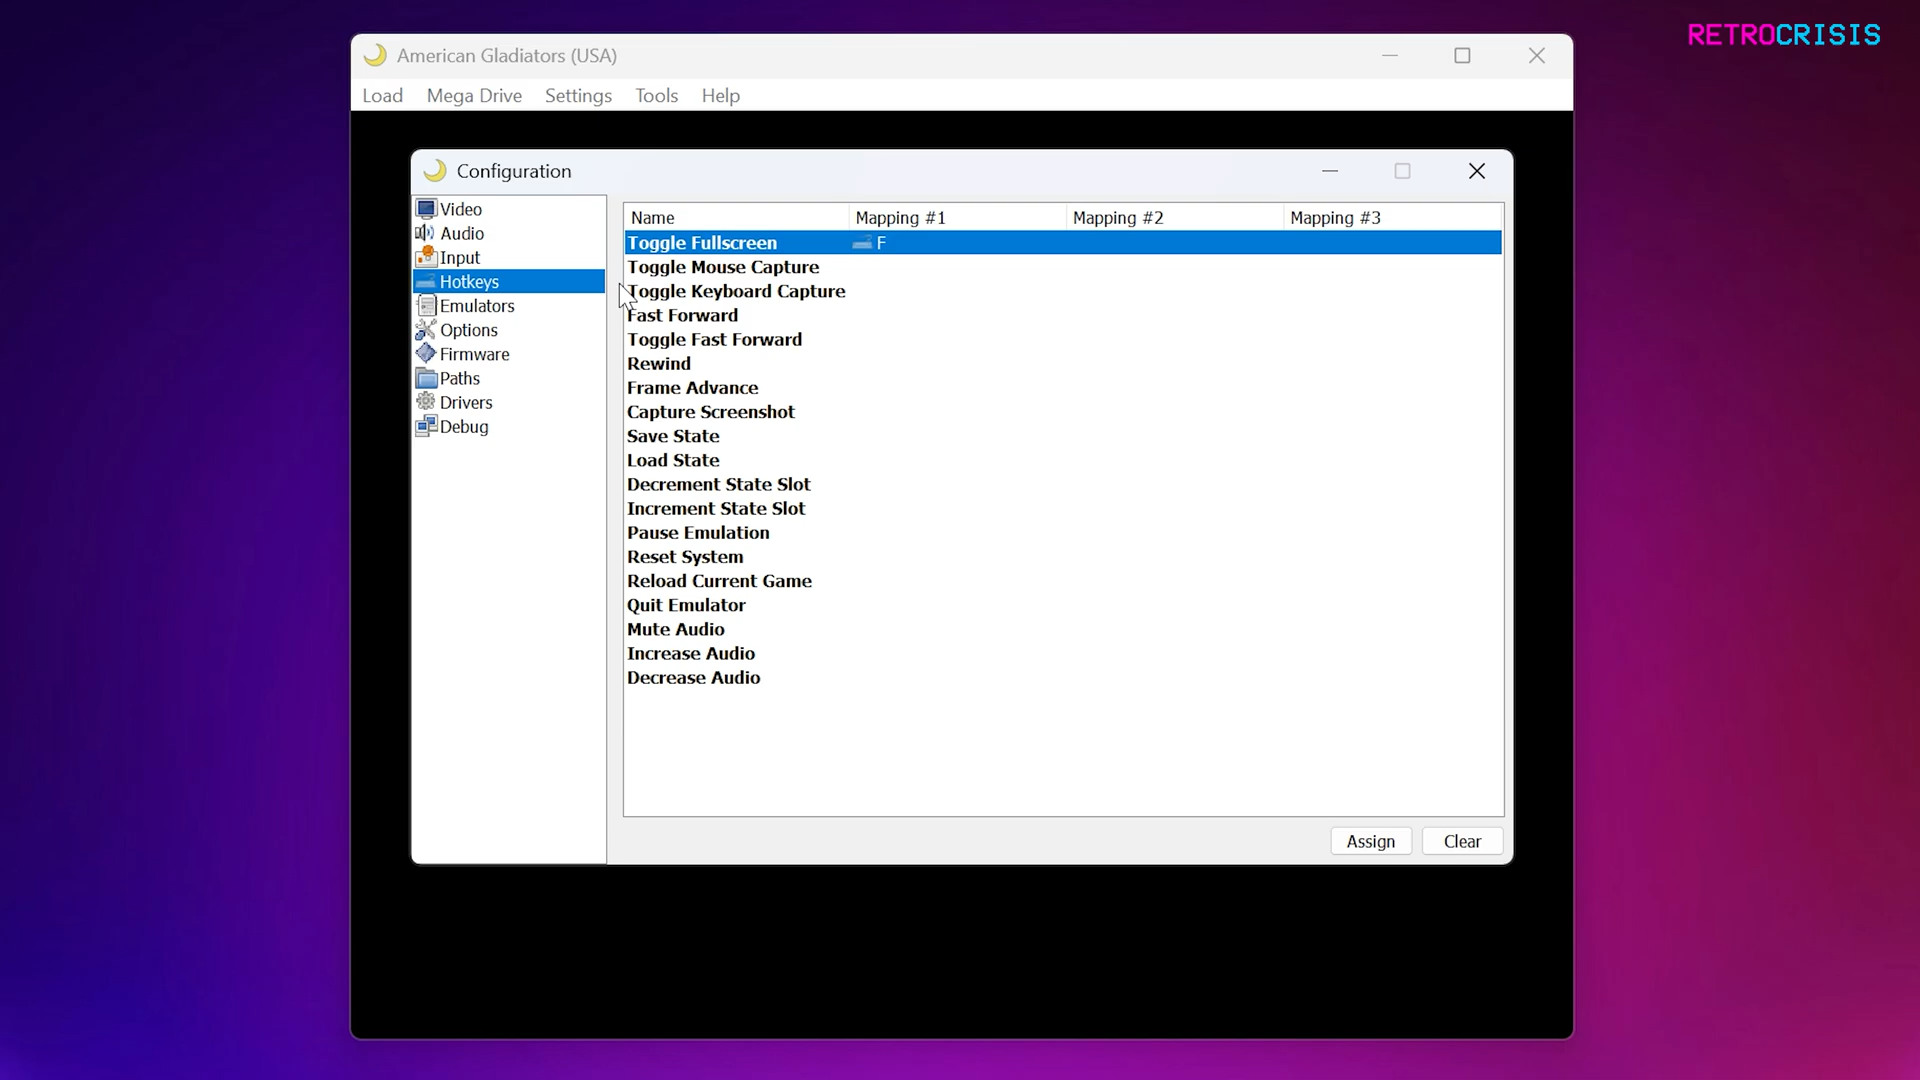 RETROCRISIS
American Gladiators (USA)
Load Mega Drive Settings Tools Help
Configuration
Video
Audio
Input
Hotkeys
Emulators
Options
Firmware
Paths
Drivers
Debug
Name Mapping #1 Mapping #2 Mapping #3
Toggle Fullscreen F
Toggle Mouse Capture
Toggle Keyboard Capture
Fast Forward
Toggle Fast Forward
Rewind
Frame Advance
Capture Screenshot
Save State
Load State
Decrement State Slot
Increment State Slot
Pause Emulation
Reset System
Reload Current Game
Quit Emulator
Mute Audio
Increase Audio
Decrease Audio
Assign Clear